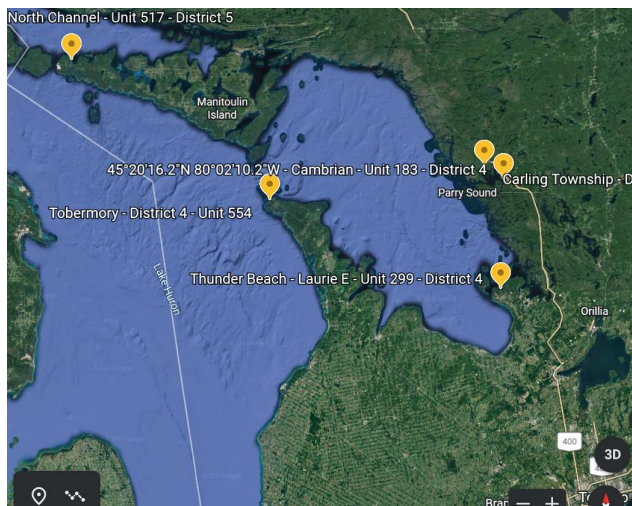 North Channel - Unit 517 - District 5
Manitoulin
Island
45°20'16.2"N 80°02'10.2"W - Cambrian - Unit 183 - District 4
Carling Township - D
Parry Sound
Tobermory - District 4 - Unit 554
Lake Huron
Thunder Beach - Laurie E - Unit 299 - District 4
Orillia
400
3D